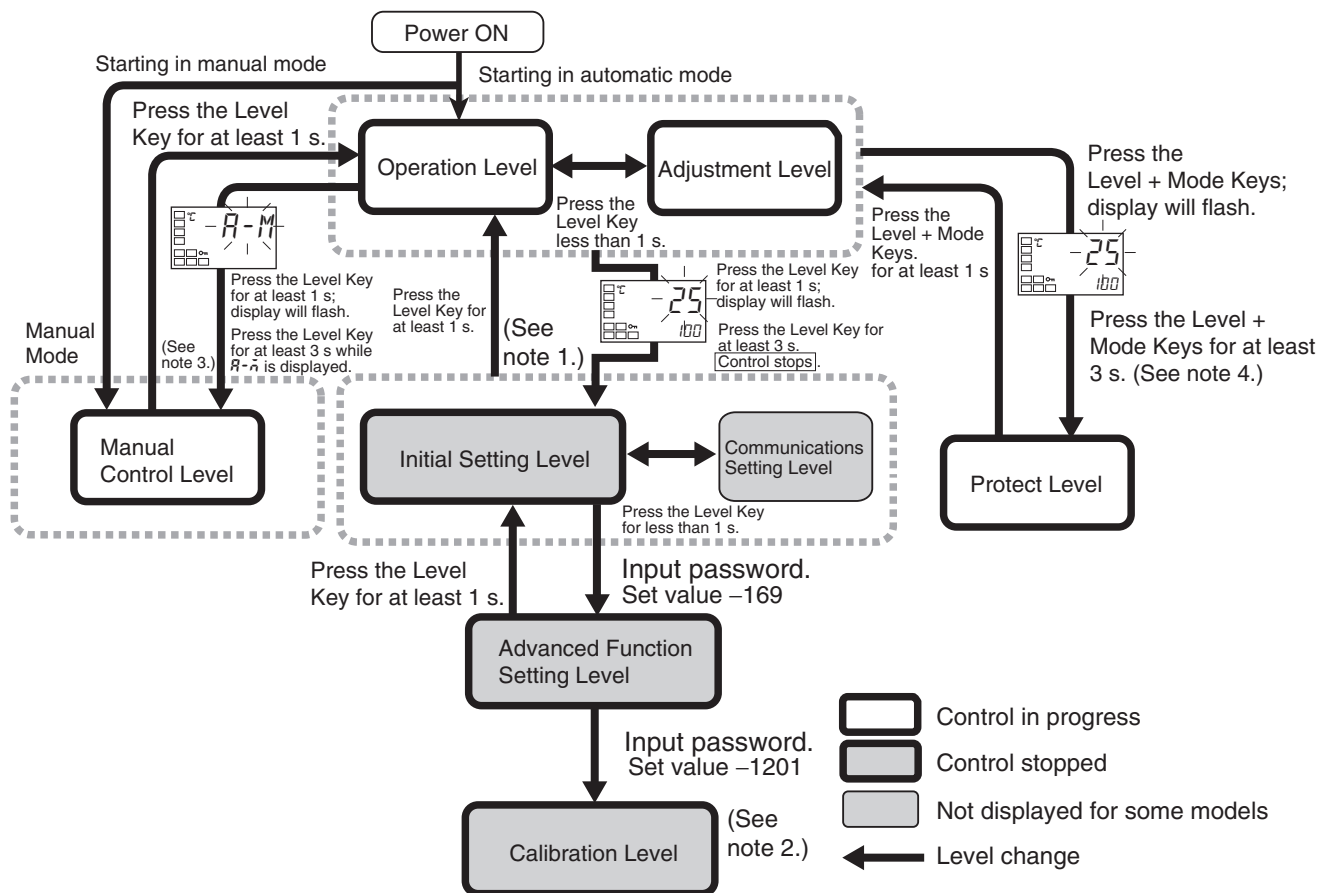 Power ON
Starting in manual mode
Starting in automatic mode
Press the Level
Key for at least 1 s.
Operation Level
Adjustment Level
Press the
Level Key
less than 1 s.
Press the
Level + Mode Keys;
display will flash.
Press the
Level + Mode
Keys.
for at least 1 s
℃
A-M
Press the Level Key
for at least 1 s;
display will flash.
Press the Level Key
for at least 3 s while
A-M is displayed.
(See
note 3.)
Manual
Mode
Press the
Level Key for
at least 1 s.
(See
note 1.)
℃
25
100
Press the Level Key
for at least 1 s;
display will flash.
Press the Level Key for
at least 3 s.
Control stops.
℃
25
100
Press the Level +
Mode Keys for at least
3 s. (See note 4.)
Manual
Control Level
Initial Setting Level
Communications
Setting Level
Protect Level
Press the Level Key
for less than 1 s.
Press the Level
Key for at least 1 s.
Input password.
Set value −169
Advanced Function
Setting Level
Input password.
Set value −1201
Calibration Level
(See
note 2.)
Control in progress
Control stopped
Not displayed for some models
Level change